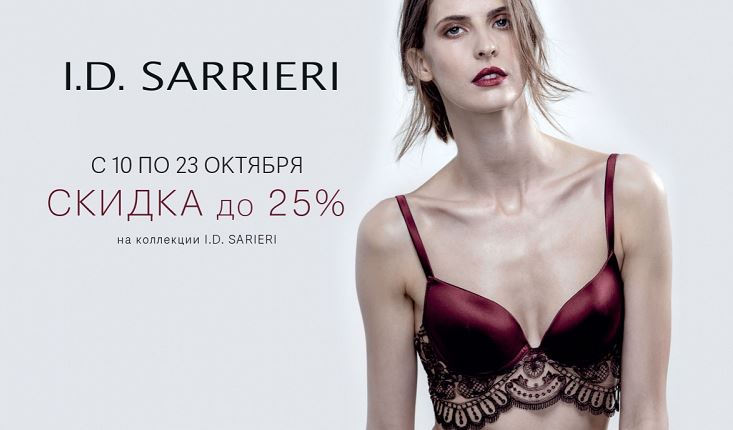 I.D. SARRIERI
С 10 ПО 23 ОКТЯБРЯ
СКИДКА до 25%
на коллекции I.D. SARIERI